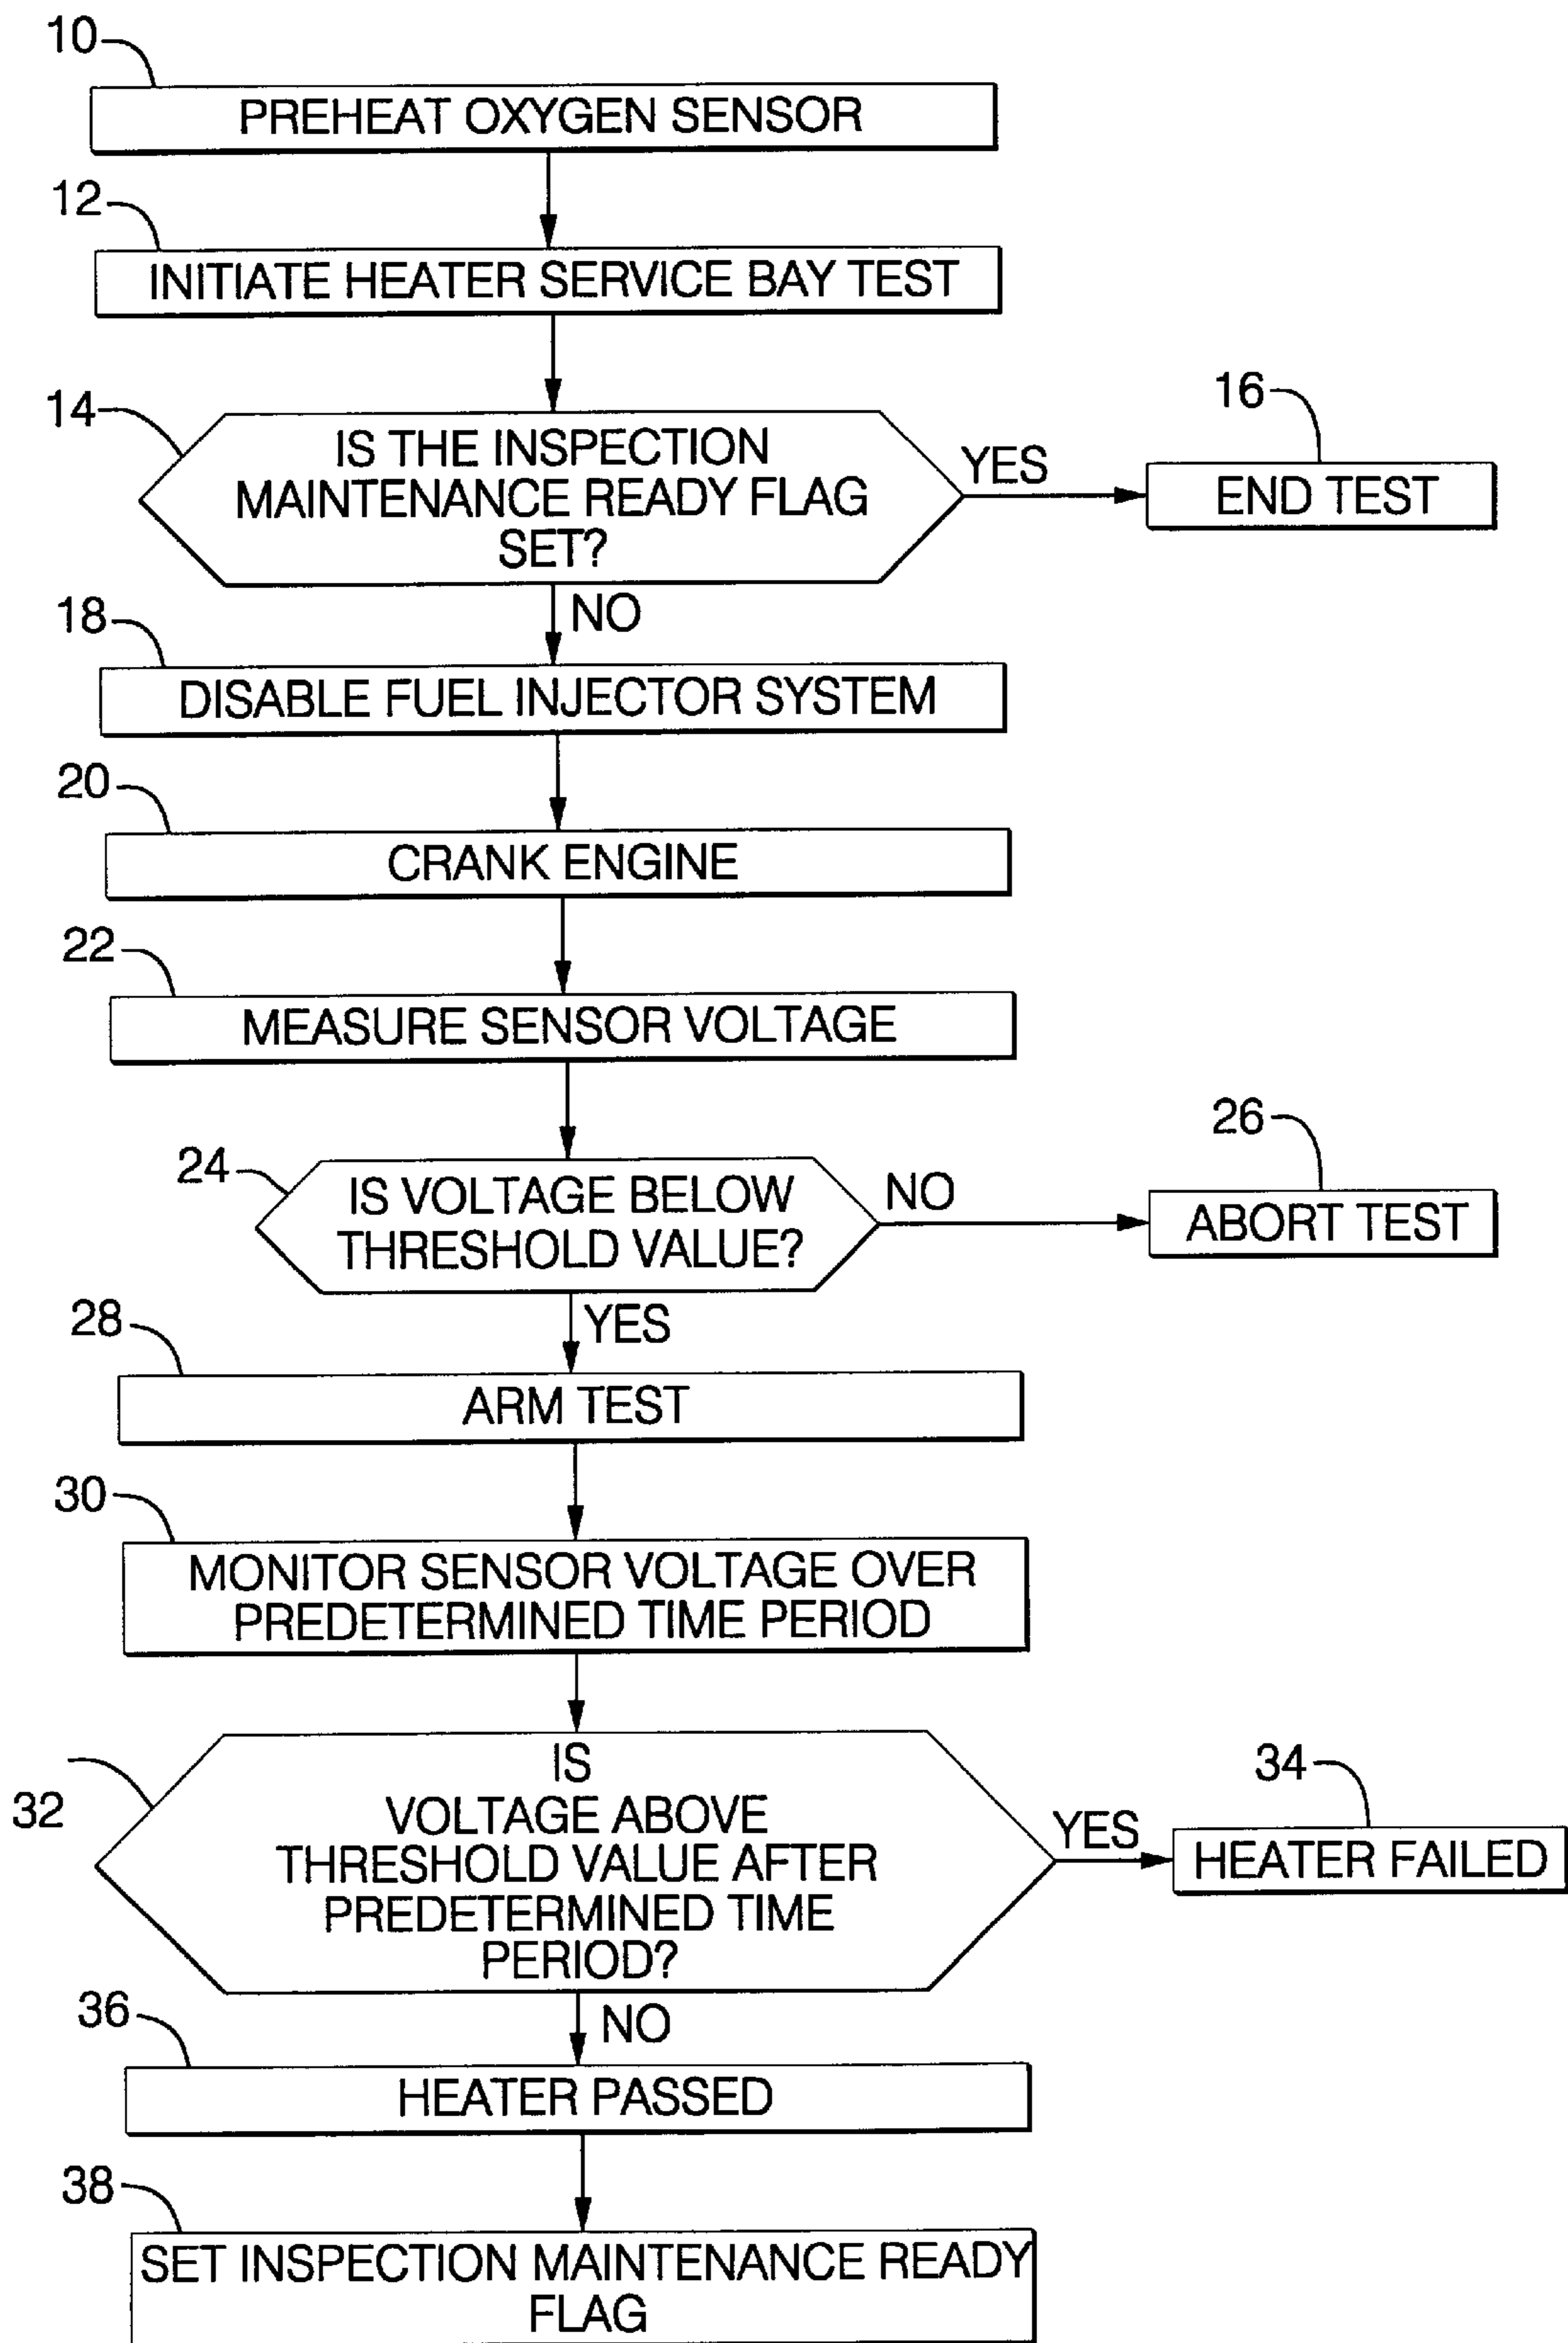 10
PREHEAT OXYGEN SENSOR
12
INITIATE HEATER SERVICE BAY TEST
14
IS THE INSPECTION
MAINTENANCE READY FLAG
SET?
YES
16
END TEST
NO
18
DISABLE FUEL INJECTOR SYSTEM
20
CRANK ENGINE
22
MEASURE SENSOR VOLTAGE
24
IS VOLTAGE BELOW
THRESHOLD VALUE?
NO
26
ABORT TEST
YES
28
ARM TEST
30
MONITOR SENSOR VOLTAGE OVER
PREDETERMINED TIME PERIOD
32
IS
VOLTAGE ABOVE
THRESHOLD VALUE AFTER
PREDETERMINED TIME
PERIOD?
YES
34
HEATER FAILED
NO
36
HEATER PASSED
38
SET INSPECTION MAINTENANCE READY
FLAG